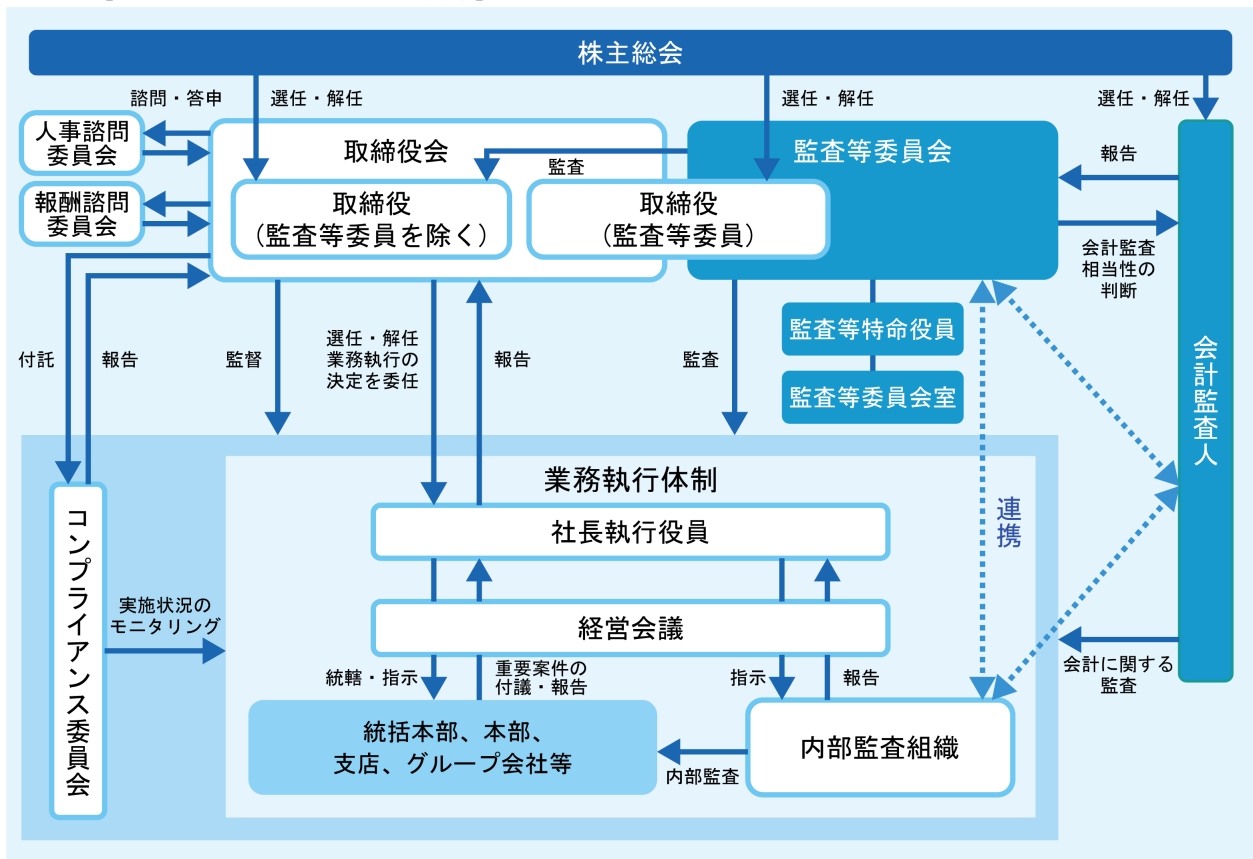 株主総会
諮問・答申
選任・解任
選任・解任
選任・解任
人事諮問
委員会
報酬諮問
委員会
取締役会
監査
監査等委員会
報告
取締役
(監査等委員を除く)
取締役
(監査等委員)
会計監査
相当性の
判断
付託
報告
監督
選任・解任
業務執行の
決定を委任
報告
監査
監査等特命役員
監査等委員会室
会計監査人
業務執行体制
社長執行役員
連携
コンプライアンス委員会
実施状況の
モニタリング
経営会議
統轄・指示
重要案件の
付議・報告
指示
報告
会計に関する
監査
統括本部、本部、
支店、グループ会社等
内部監査
内部監査組織